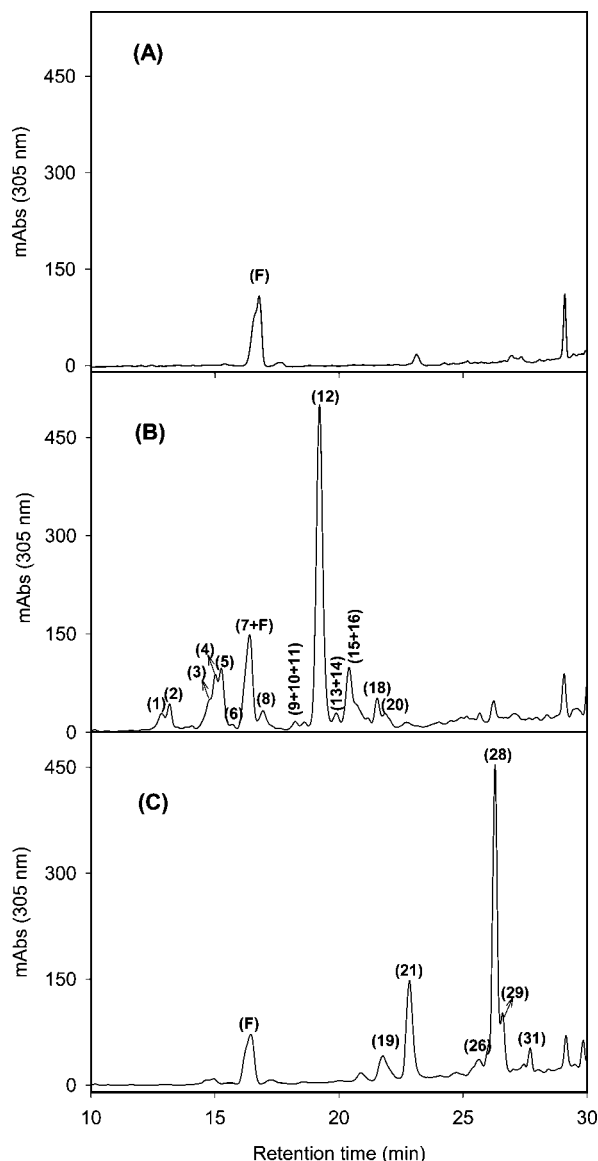 (A)
450
300
150
0
mAbs (305 nm)
(F)
(B)
450
300
150
0
mAbs (305 nm)
(1)
(2)
(3)
(4)
(5)
(6)
(7+F)
(8)
(9+10+11)
(12)
(13+14)
(15+16)
(18)
(20)
(C)
450
300
150
0
mAbs (305 nm)
(F)
(19)
(21)
(26)
(28)
(29)
(31)
10 15 20 25 30
Retention time (min)